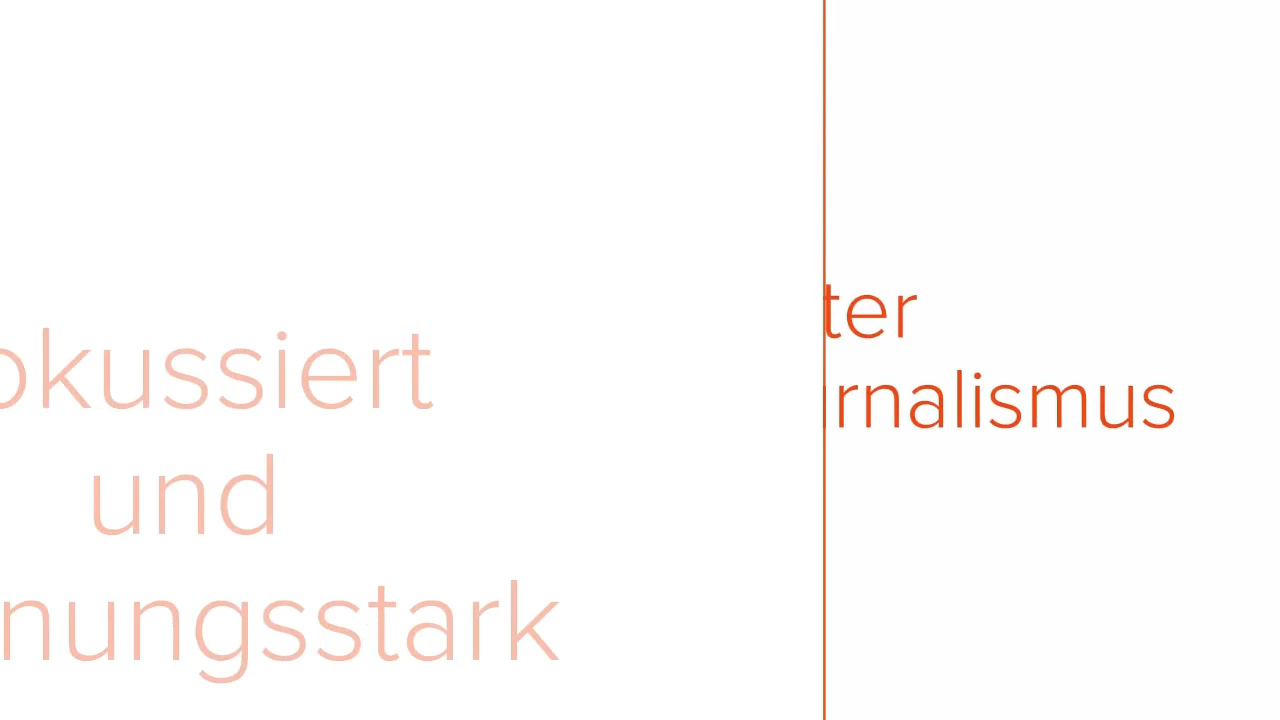 okussiert
und
nungsstark
ter
rnalismus